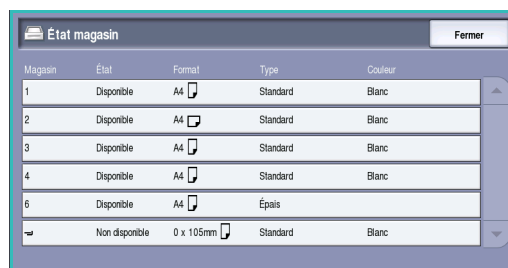 État magasin Fermer
Magasin État Format Type Couleur
1 Disponible A4 Standard Blanc
2 Disponible A4 Standard Blanc
3 Disponible A4 Standard Blanc
4 Disponible A4 Standard Blanc
6 Disponible A4 Épais
Non disponible 0 x 105mm Standard Blanc